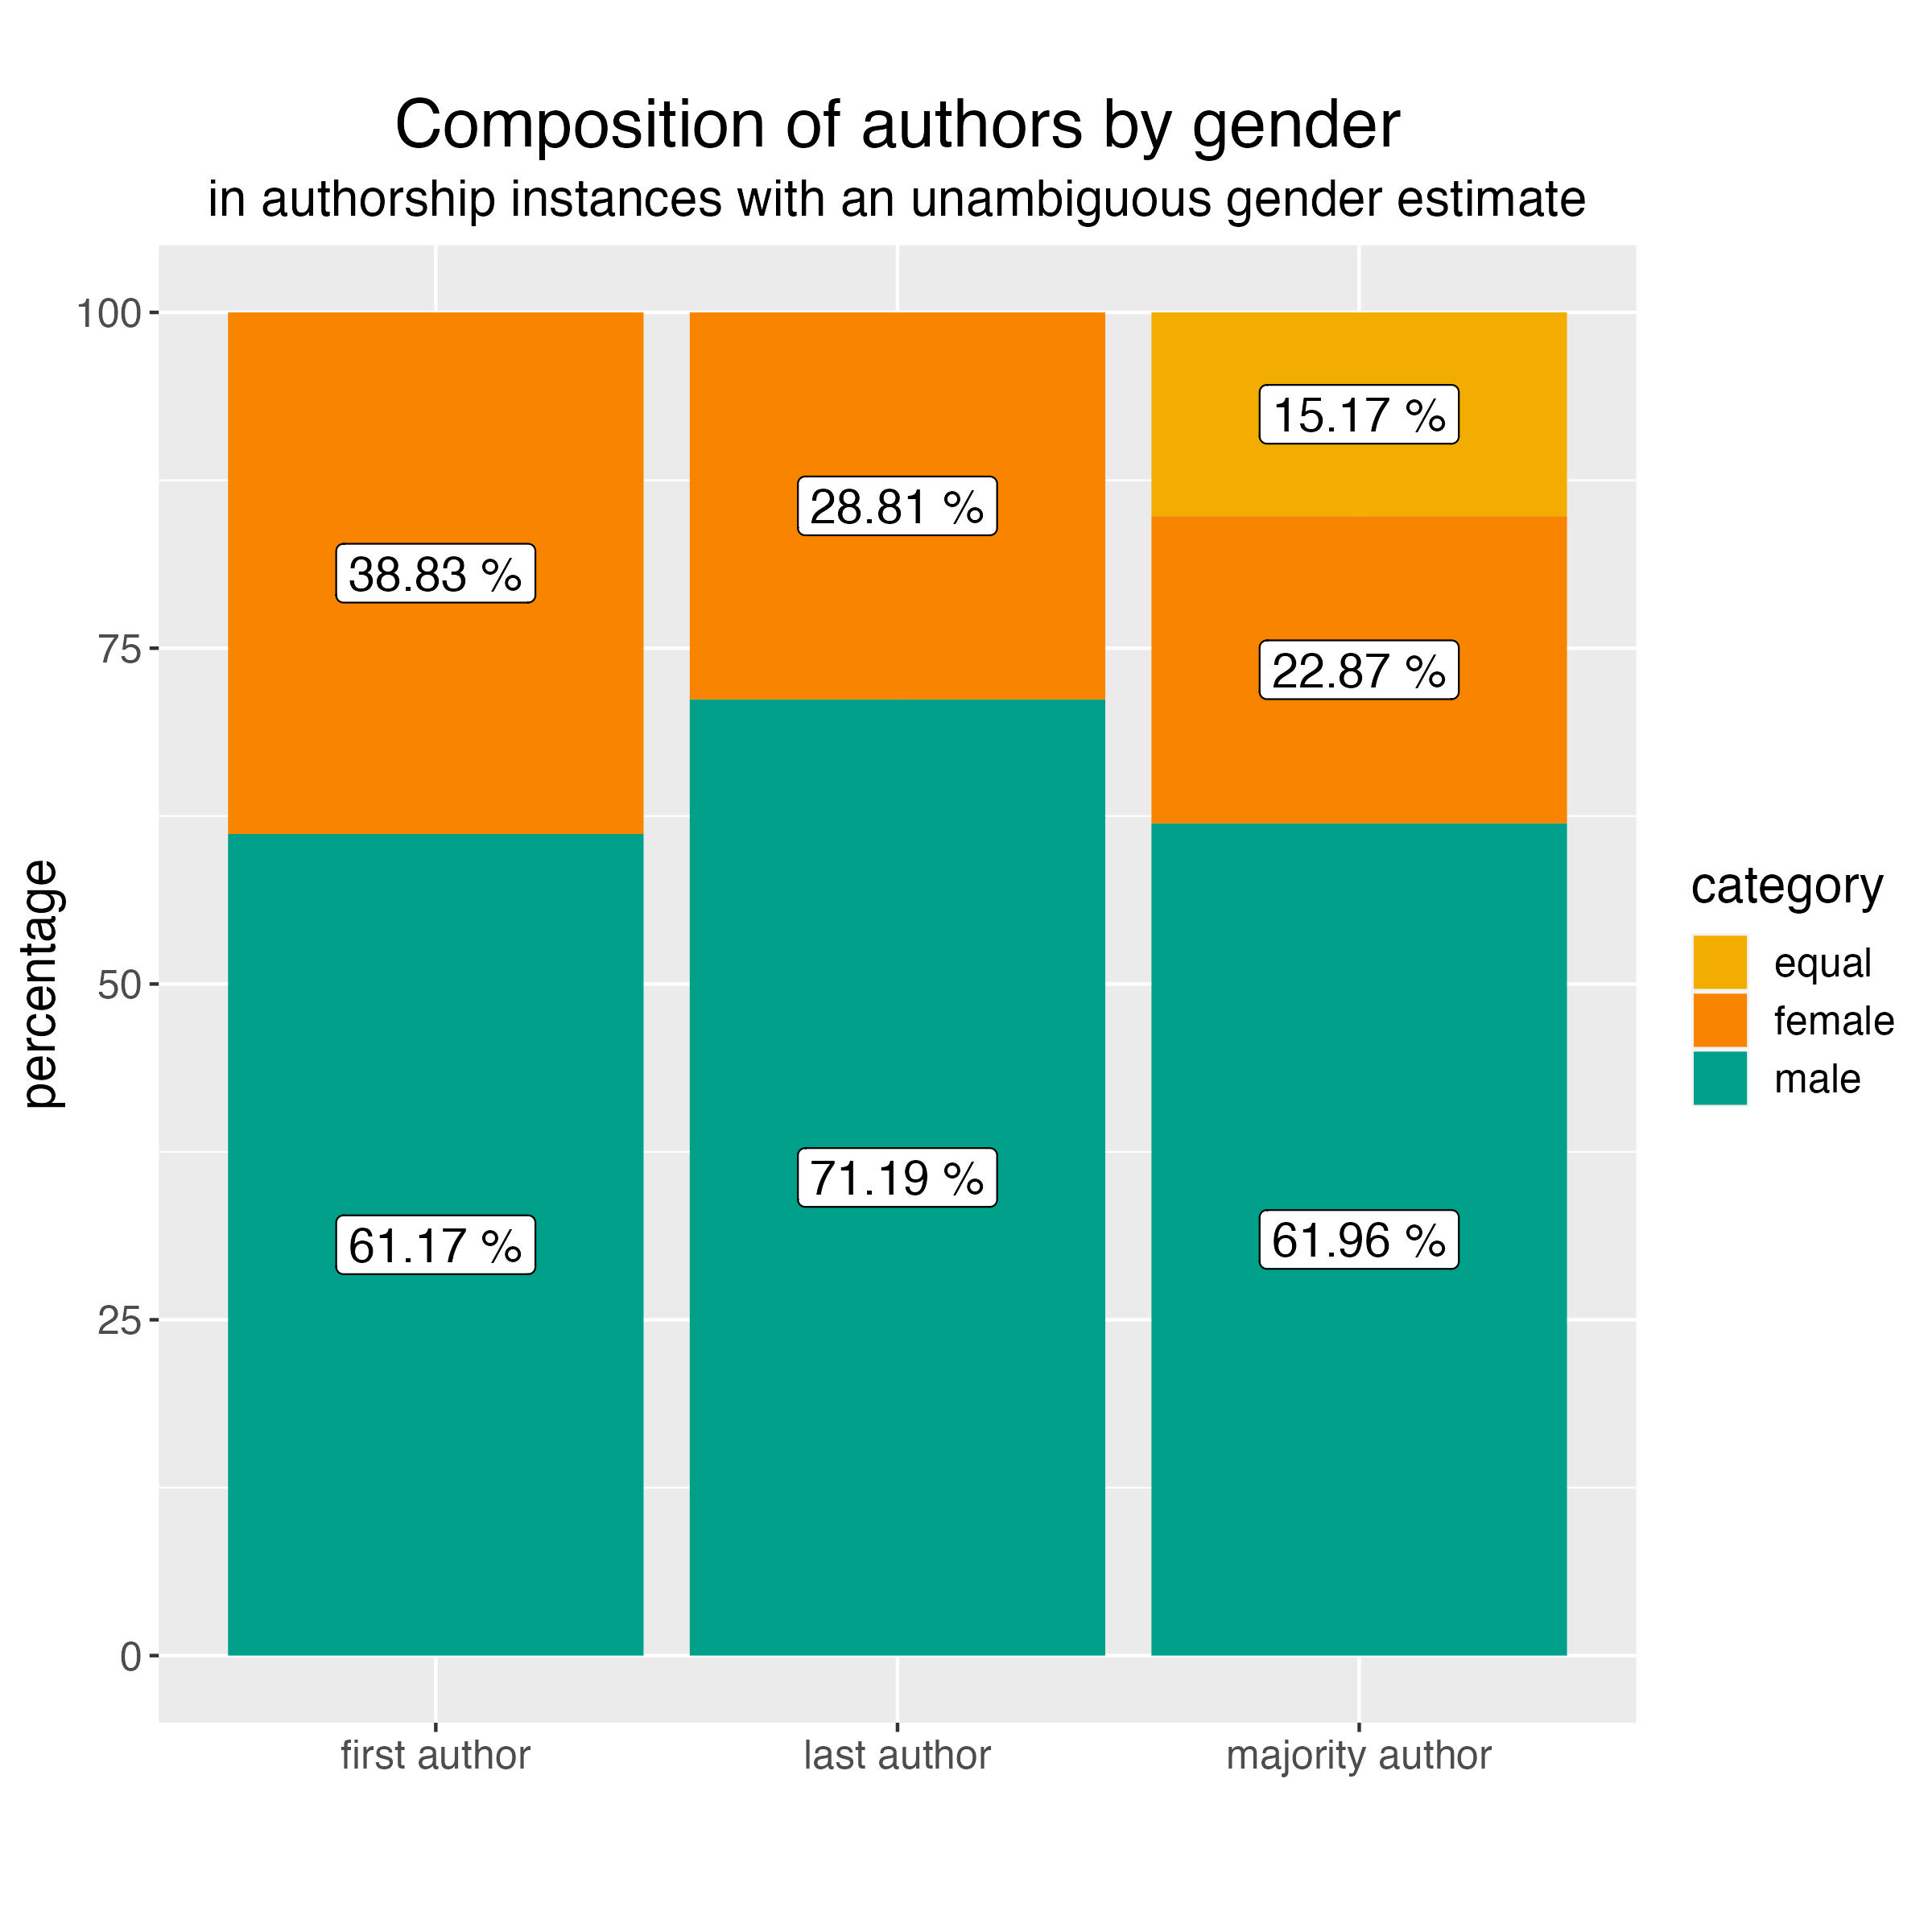 Composition of authors by gender
in authorship instances with an unambiguous gender estimate
percentage
100
75
50
25
0
38.83 %
61.17 %
28.81 %
71.19 %
15.17 %
22.87 %
61.96 %
first author
last author
majority author
category
equal
female
male